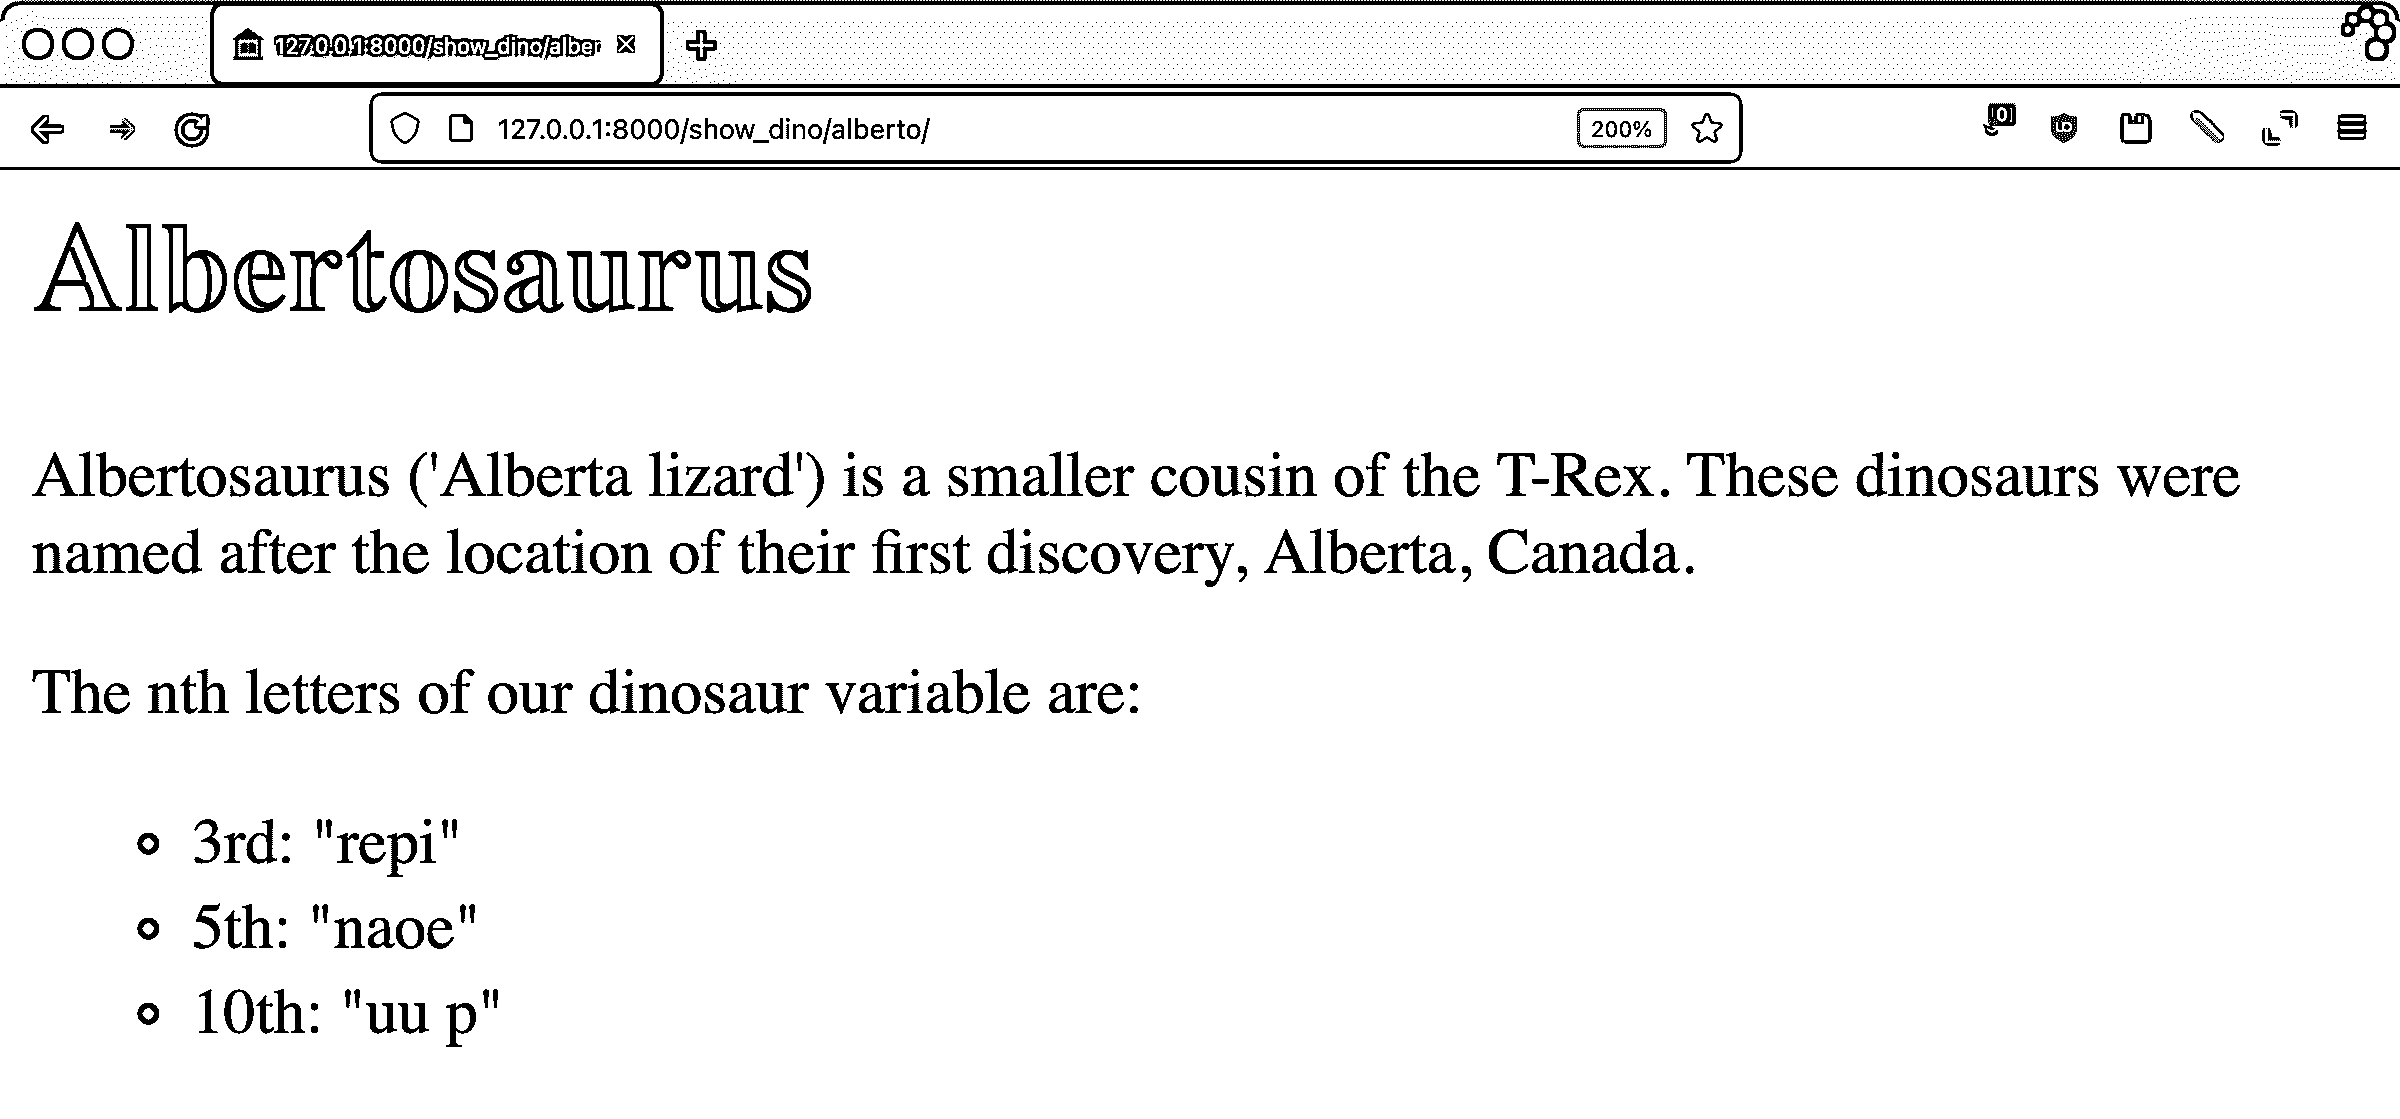 127.0.0.1:8000/show_dino/alber
127.0.0.1:8000/show_dino/alberto/
200%
Albertosaurus
Albertosaurus ('Alberta lizard') is a smaller cousin of the T-Rex. These dinosaurs were
named after the location of their first discovery, Alberta, Canada.
The nth letters of our dinosaur variable are:
3rd: "repi"
5th: "naoe"
10th: "uu p"